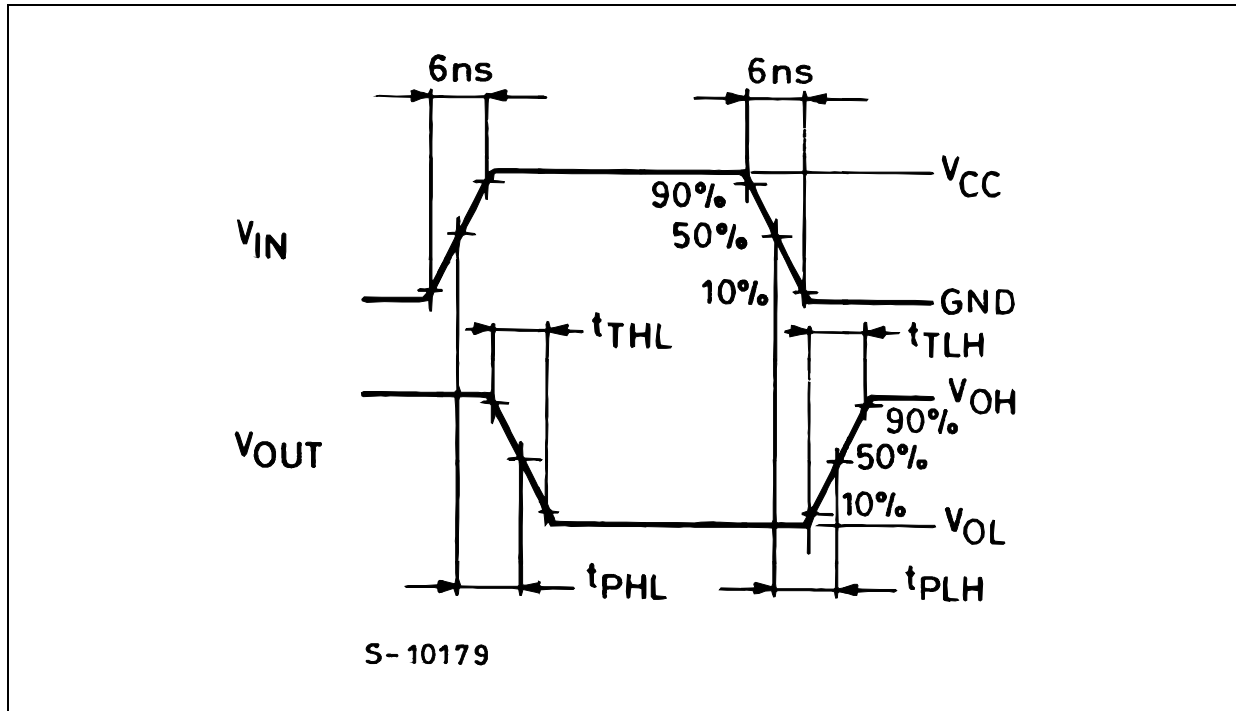 6ns 6ns
VCC
90%
VIN 50%
10% GND
tTHL tTLH
VOH
90%
VOUT 50%
10%
VOL
tPHL tPLH
S-10179